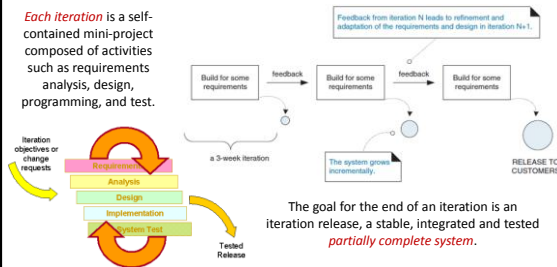 Each iteration is a self-
contained mini-project
composed of activities
such as requirements
analysis, design,
programming, and test.
Feedback from iteration N leads to refinement and
adaptation of the requirements and design in iteration N+1.
Build for some
requirements
feedback
Build for some
requirements
feedback
Build for some
requirements
a 3-week iteration
The system grows
incrementally.
RELEASE TO
CUSTOMERS
Iteration
objectives or
change
requests
Requirements
Analysis
Design
Implementation
System Test
Tested
Release
The goal for the end of an iteration is an
iteration release, a stable, integrated and tested
partially complete system.